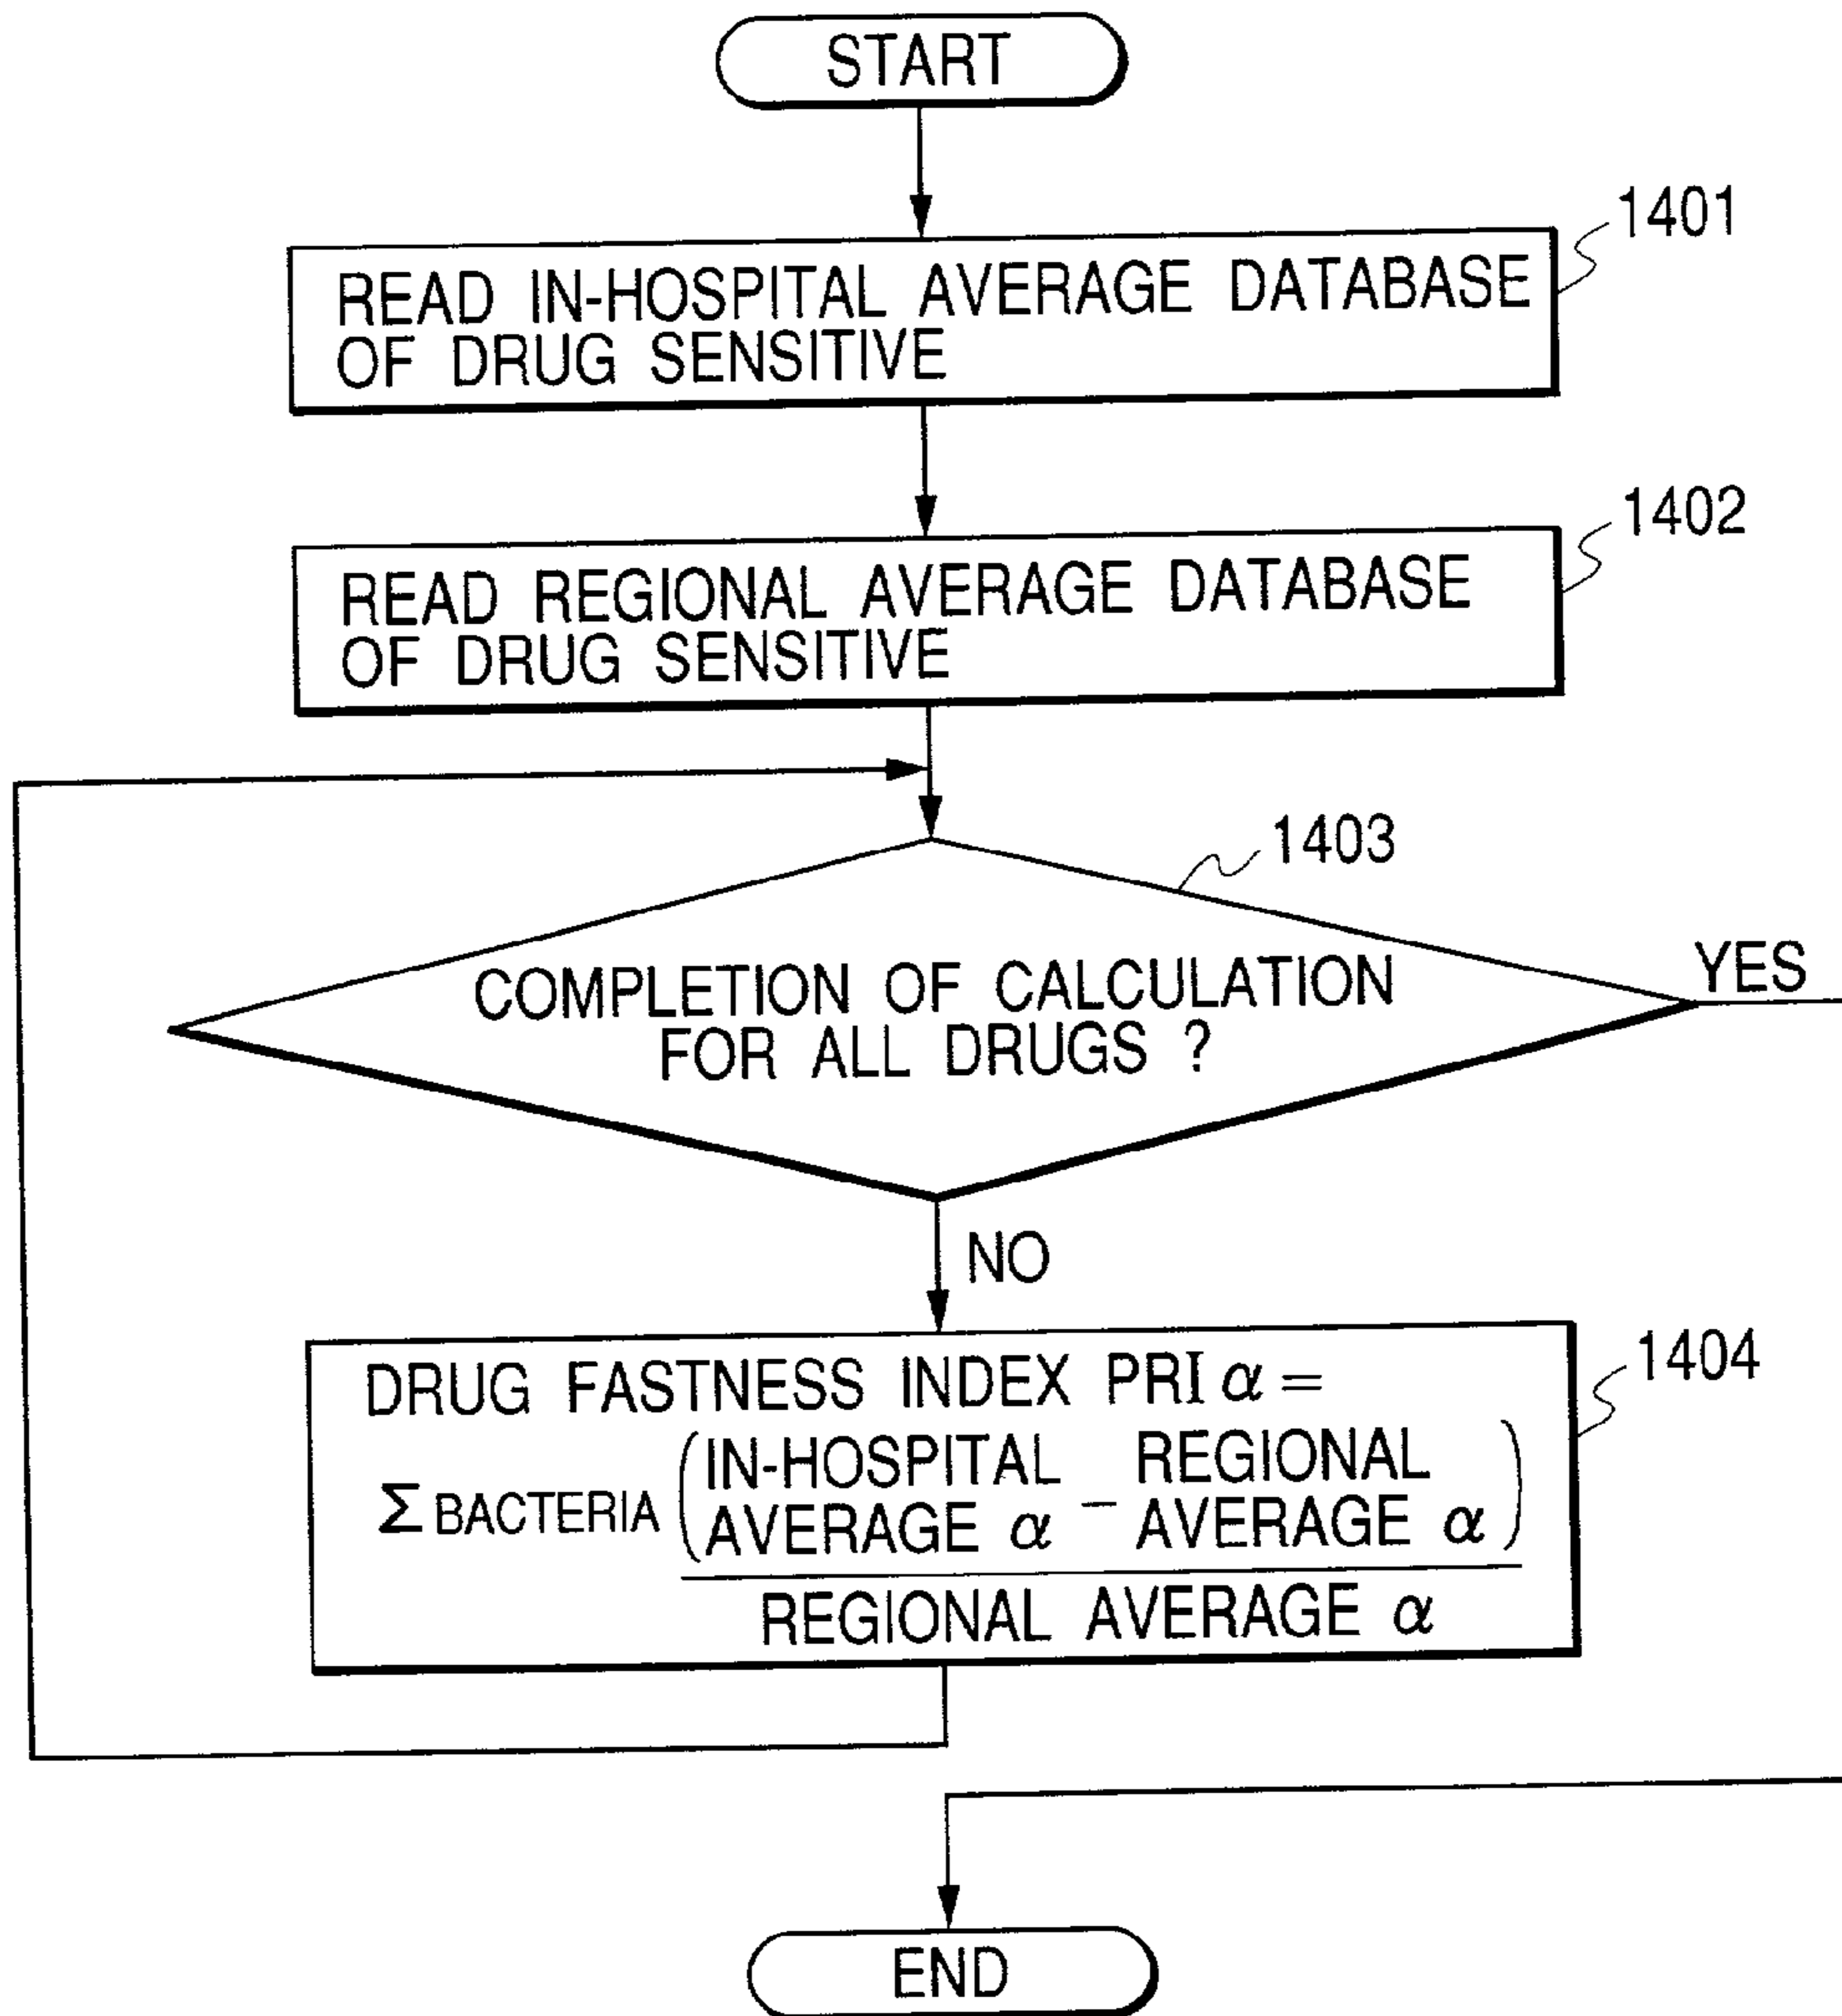 START
1401
READ IN-HOSPITAL AVERAGE DATABASE
OF DRUG SENSITIVE
1402
READ REGIONAL AVERAGE DATABASE
OF DRUG SENSITIVE
1403
COMPLETION OF CALCULATION
FOR ALL DRUGS ?
YES
NO
1404
DRUG FASTNESS INDEX PRI α =
Σ BACTERIA (IN-HOSPITAL AVERAGE α - REGIONAL AVERAGE α)
REGIONAL AVERAGE α
END